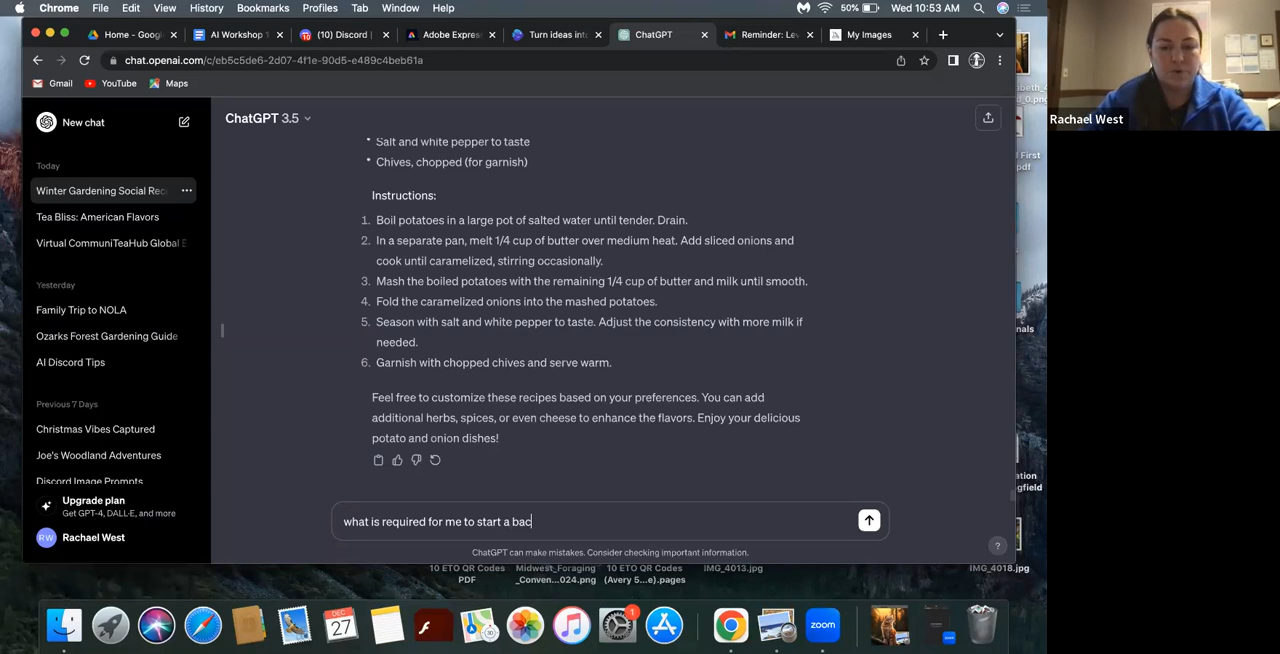 Chrome File Edit View History Bookmarks Profiles Tab Window Help 50% Wed 10:53 AM
Home - Googl AI Workshop 1 (10) Discord | Adobe Expres Turn ideas into ChatGPT Reminder: Lev My Images
chat.openai.com/c/eb5c5de6-2d07-4f1e-90d5-e489c4beb61a
Gmail YouTube Maps
New chat
ChatGPT 3.5
Today
Winter Gardening Social Rec
Tea Bliss: American Flavors
Virtual CommuniTeaHub Global E
Yesterday
Family Trip to NOLA
Ozarks Forest Gardening Guide
AI Discord Tips
Previous 7 Days
Christmas Vibes Captured
Joe's Woodland Adventures
Discord Image Prompts
Upgrade plan
Get GPT-4, DALL·E, and more
RW Rachael West
• Salt and white pepper to taste
• Chives, chopped (for garnish)
Instructions:
1. Boil potatoes in a large pot of salted water until tender. Drain.
2. In a separate pan, melt 1/4 cup of butter over medium heat. Add sliced onions and
cook until caramelized, stirring occasionally.
3. Mash the boiled potatoes with the remaining 1/4 cup of butter and milk until smooth.
4. Fold the caramelized onions into the mashed potatoes.
5. Season with salt and white pepper to taste. Adjust the consistency with more milk if
needed.
6. Garnish with chopped chives and serve warm.
Feel free to customize these recipes based on your preferences. You can add
additional herbs, spices, or even cheese to enhance the flavors. Enjoy your delicious
potato and onion dishes!
what is required for me to start a bac
ChatGPT can make mistakes. Consider checking important information.
?
Rachael West
10 ETO QR Codes
PDF
Midwest_Foraging
_Conven...024.png
10 ETO QR Codes
(Avery 5...e).pages
IMG_4013.jpg
IMG_4018.jpg
DEC
27
1
zoom